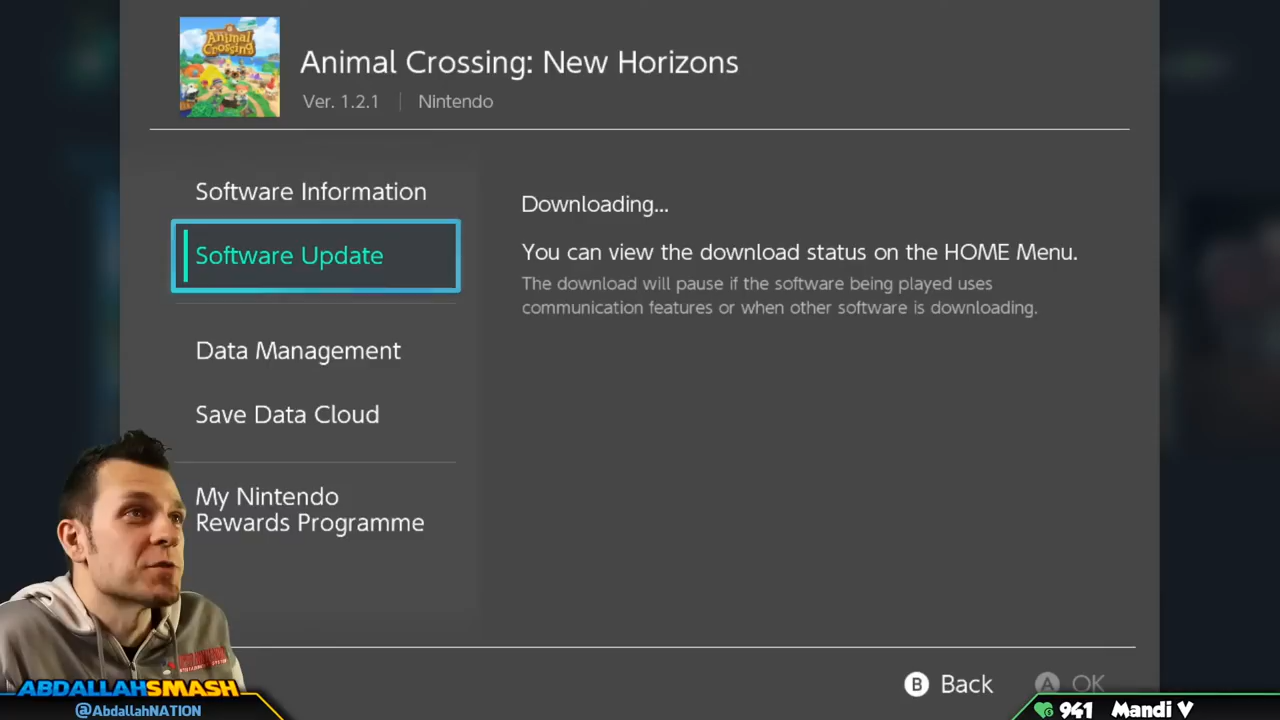 Animal Crossing
Animal Crossing: New Horizons
Ver. 1.2.1 | Nintendo
Software Information
Software Update
Data Management
Save Data Cloud
My Nintendo
Rewards Programme
Downloading...
You can view the download status on the HOME Menu.
The download will pause if the software being played uses
communication features or when other software is downloading.
B Back
A OK
ABDALLAHSMASH
@AbdallahNATION
941 Mandi V